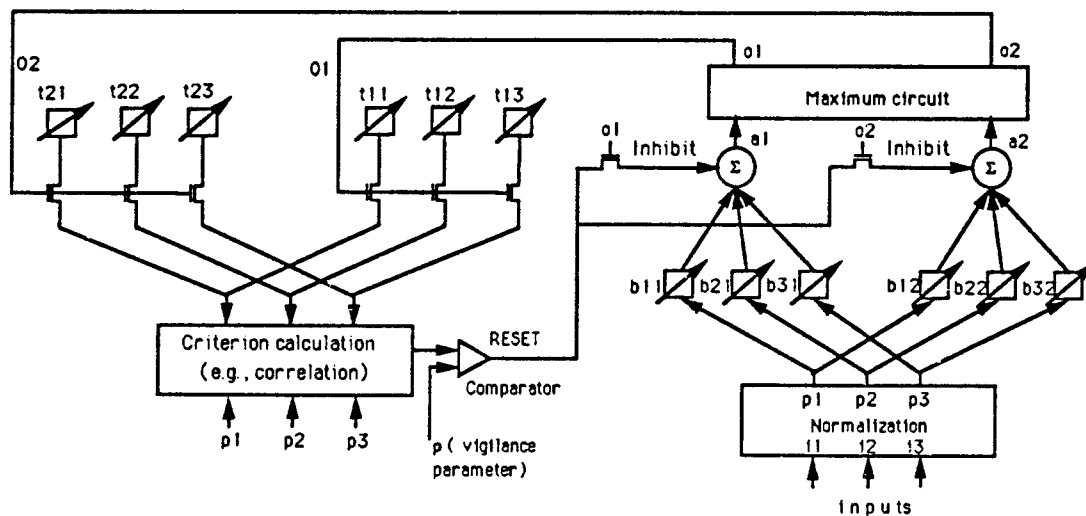 o1
o2
O2
O1
t21
t22
t23
t11
t12
t13
Maximum circuit
o1
Inhibit
a1
o2
Inhibit
a2
Σ
Σ
b11
b21
b31
b12
b22
b32
Criterion calculation
(e.g., correlation)
RESET
Comparator
p1
p2
p3
p( vigilance
parameter)
p1
p2
p3
Normalization
i1
i2
i3
inputs